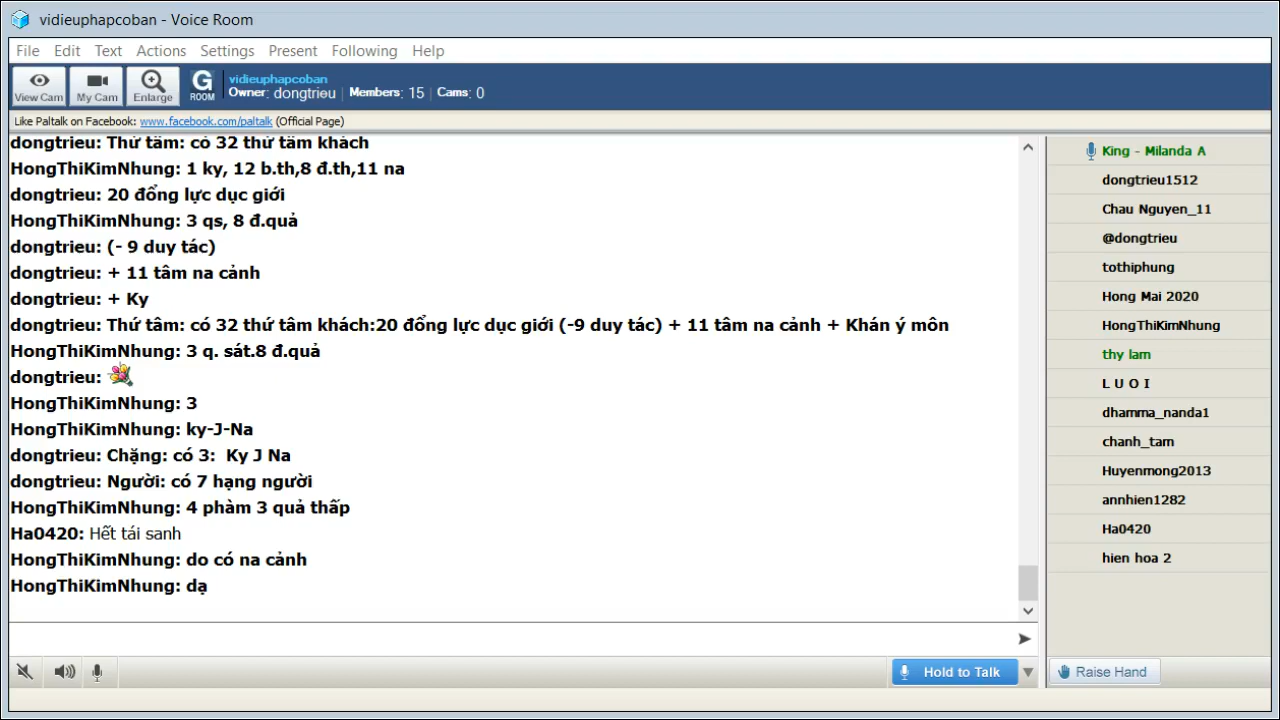 vidieuphapcoban - Voice Room
File Edit Text Actions Settings Present Following Help
View Cam
My Cam
Enlarge
G ROOM
vidieuphapcoban
Owner: dongtrieu | Members: 15 | Cams: 0
Like Paltalk on Facebook: www.facebook.com/paltalk (Official Page)
dongtrieu: Thứ tâm: có 32 thứ tâm khách
HongThiKimNhung: 1 ky, 12 b.th,8 đ.th,11 na
dongtrieu: 20 đổng lực dục giới
HongThiKimNhung: 3 qs, 8 đ.quả
dongtrieu: (- 9 duy tác)
dongtrieu: + 11 tâm na cảnh
dongtrieu: + Ky
dongtrieu: Thứ tâm: có 32 thứ tâm khách:20 đổng lực dục giới (-9 duy tác) + 11 tâm na cảnh + Khán ý môn
HongThiKimNhung: 3 q. sát.8 đ.quả
dongtrieu:
HongThiKimNhung: 3
HongThiKimNhung: ky-J-Na
dongtrieu: Chặng: có 3: Ky J Na
dongtrieu: Người: có 7 hạng người
HongThiKimNhung: 4 phàm 3 quả thấp
Ha0420: Hết tái sanh
HongThiKimNhung: do có na cảnh
HongThiKimNhung: dạ
King - Milanda A
dongtrieu1512
Chau Nguyen_11
@dongtrieu
tothiphung
Hong Mai 2020
HongThiKimNhung
thy lam
L U O I
dhamma_nanda1
chanh_tam
Huyenmong2013
annhien1282
Ha0420
hien hoa 2
Hold to Talk
Raise Hand